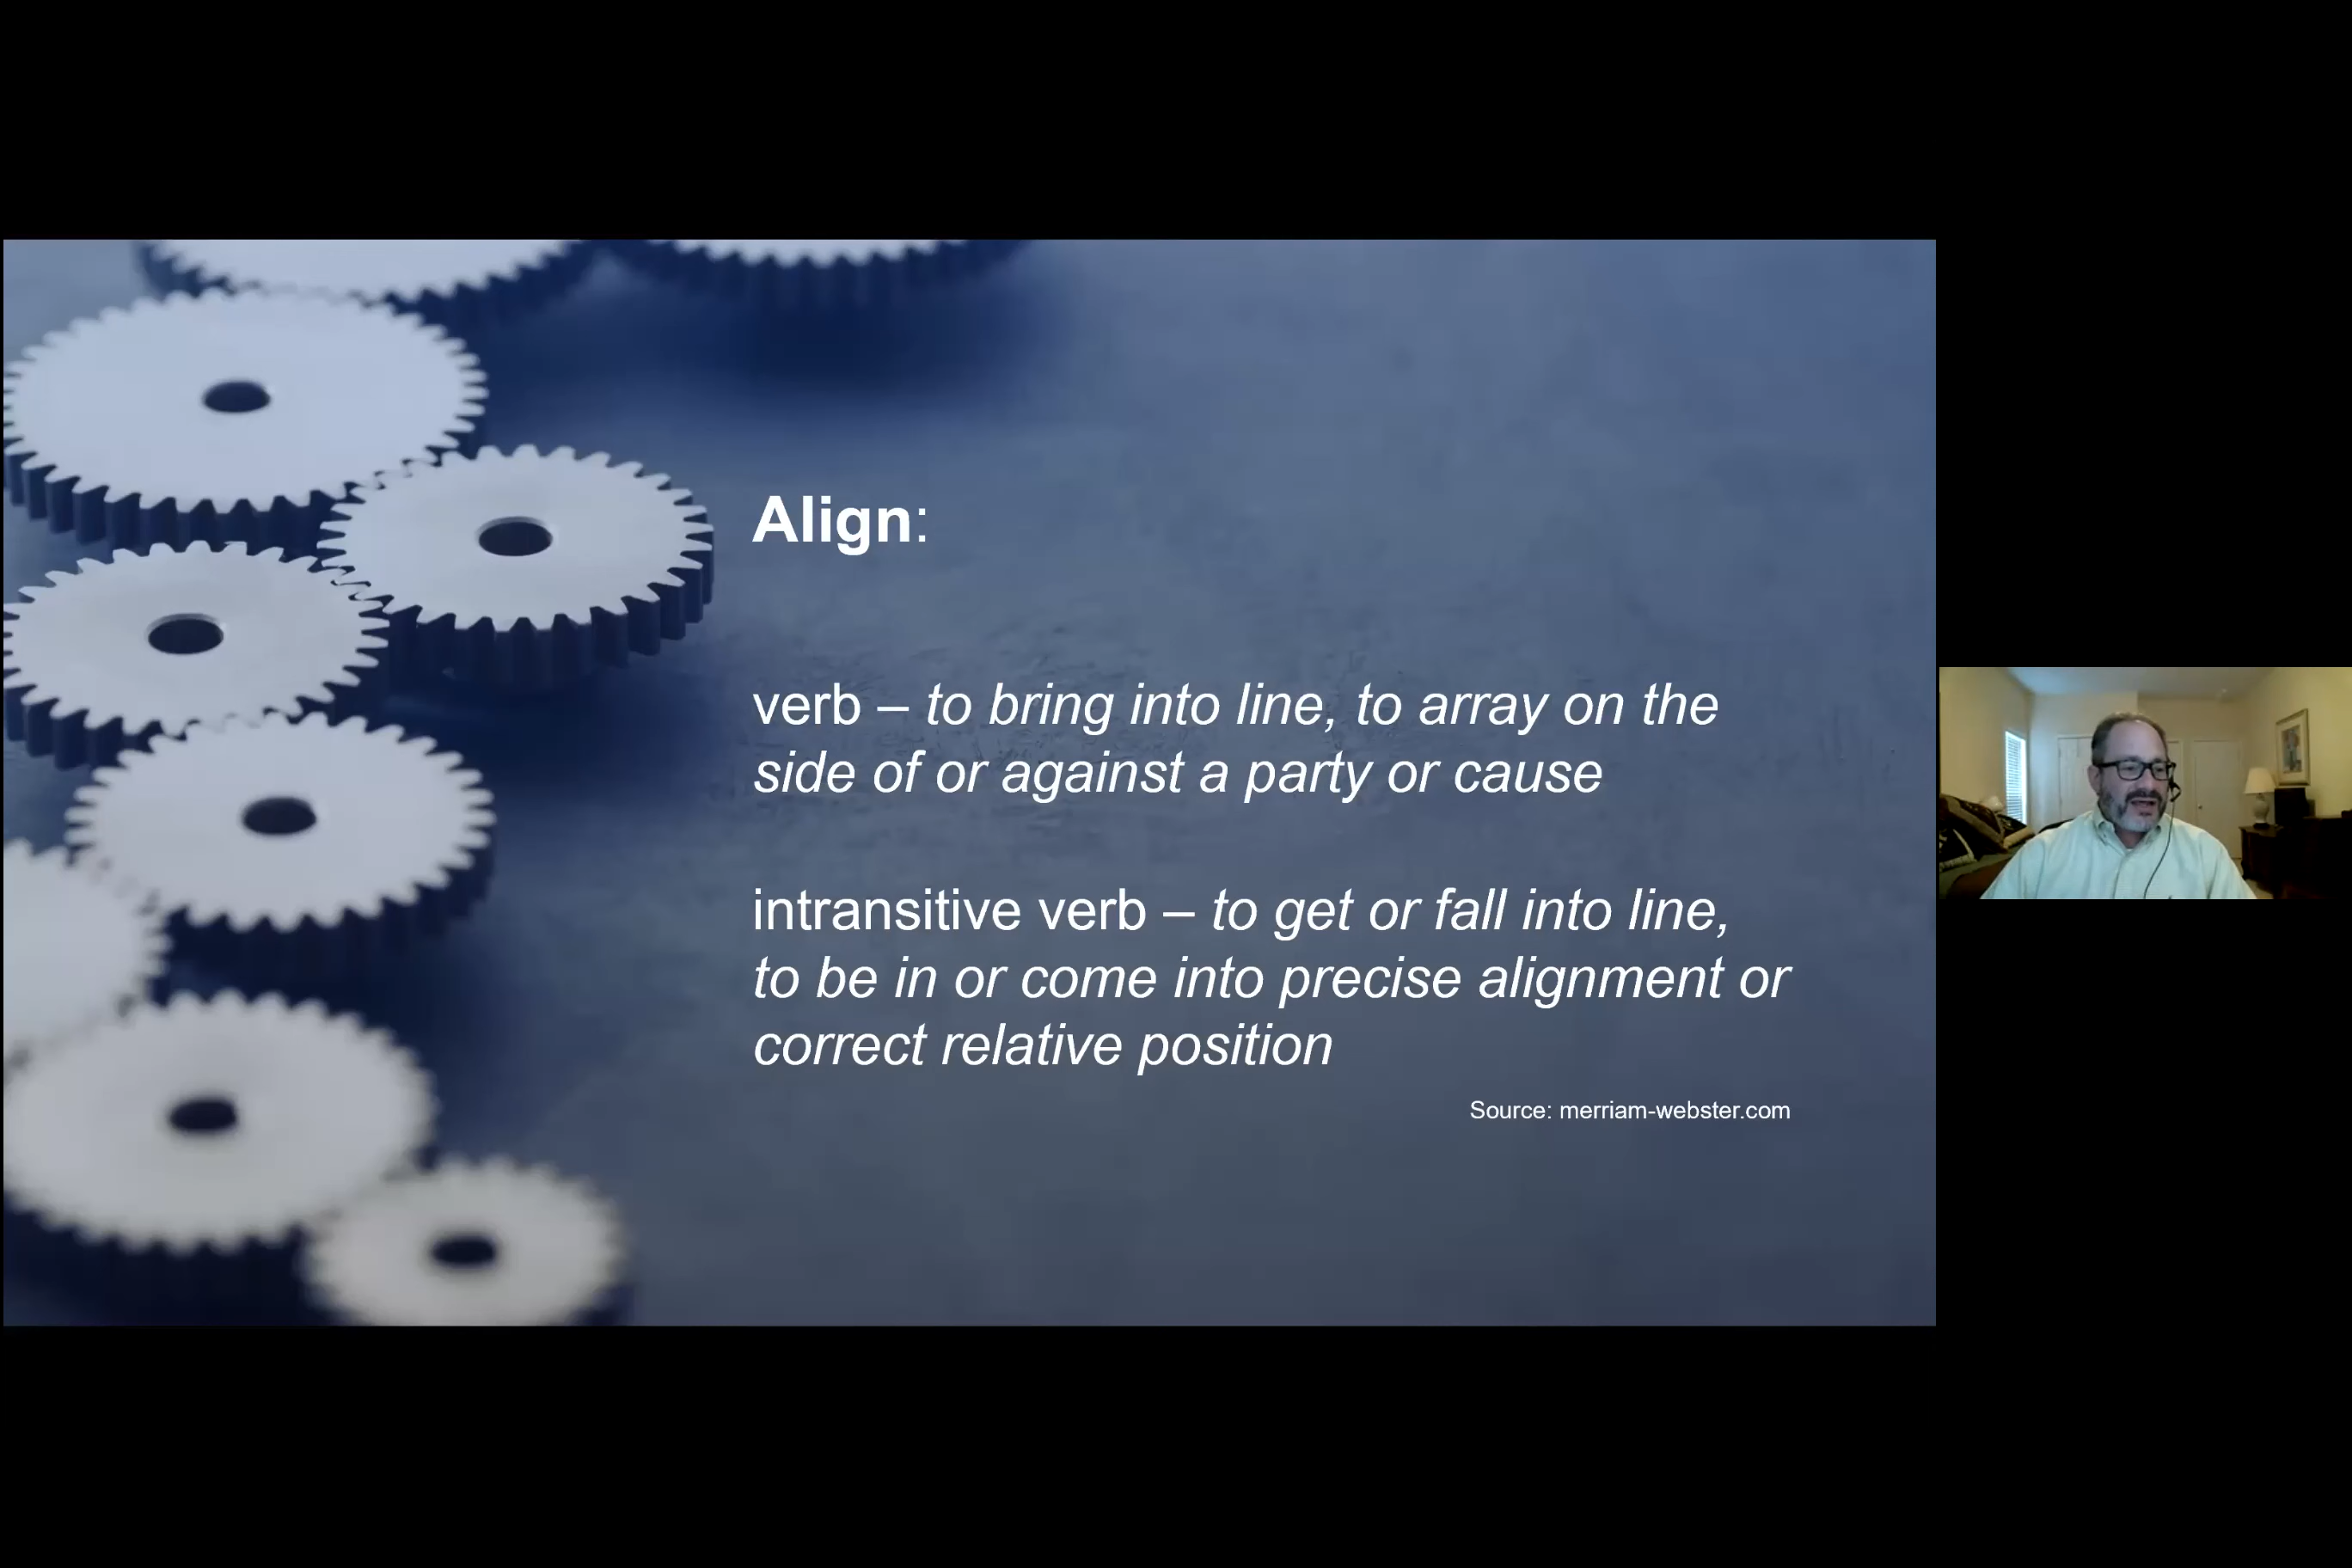 Align:
verb – to bring into line, to array on the
side of or against a party or cause
intransitive verb – to get or fall into line,
to be in or come into precise alignment or
correct relative position
Source: merriam-webster.com